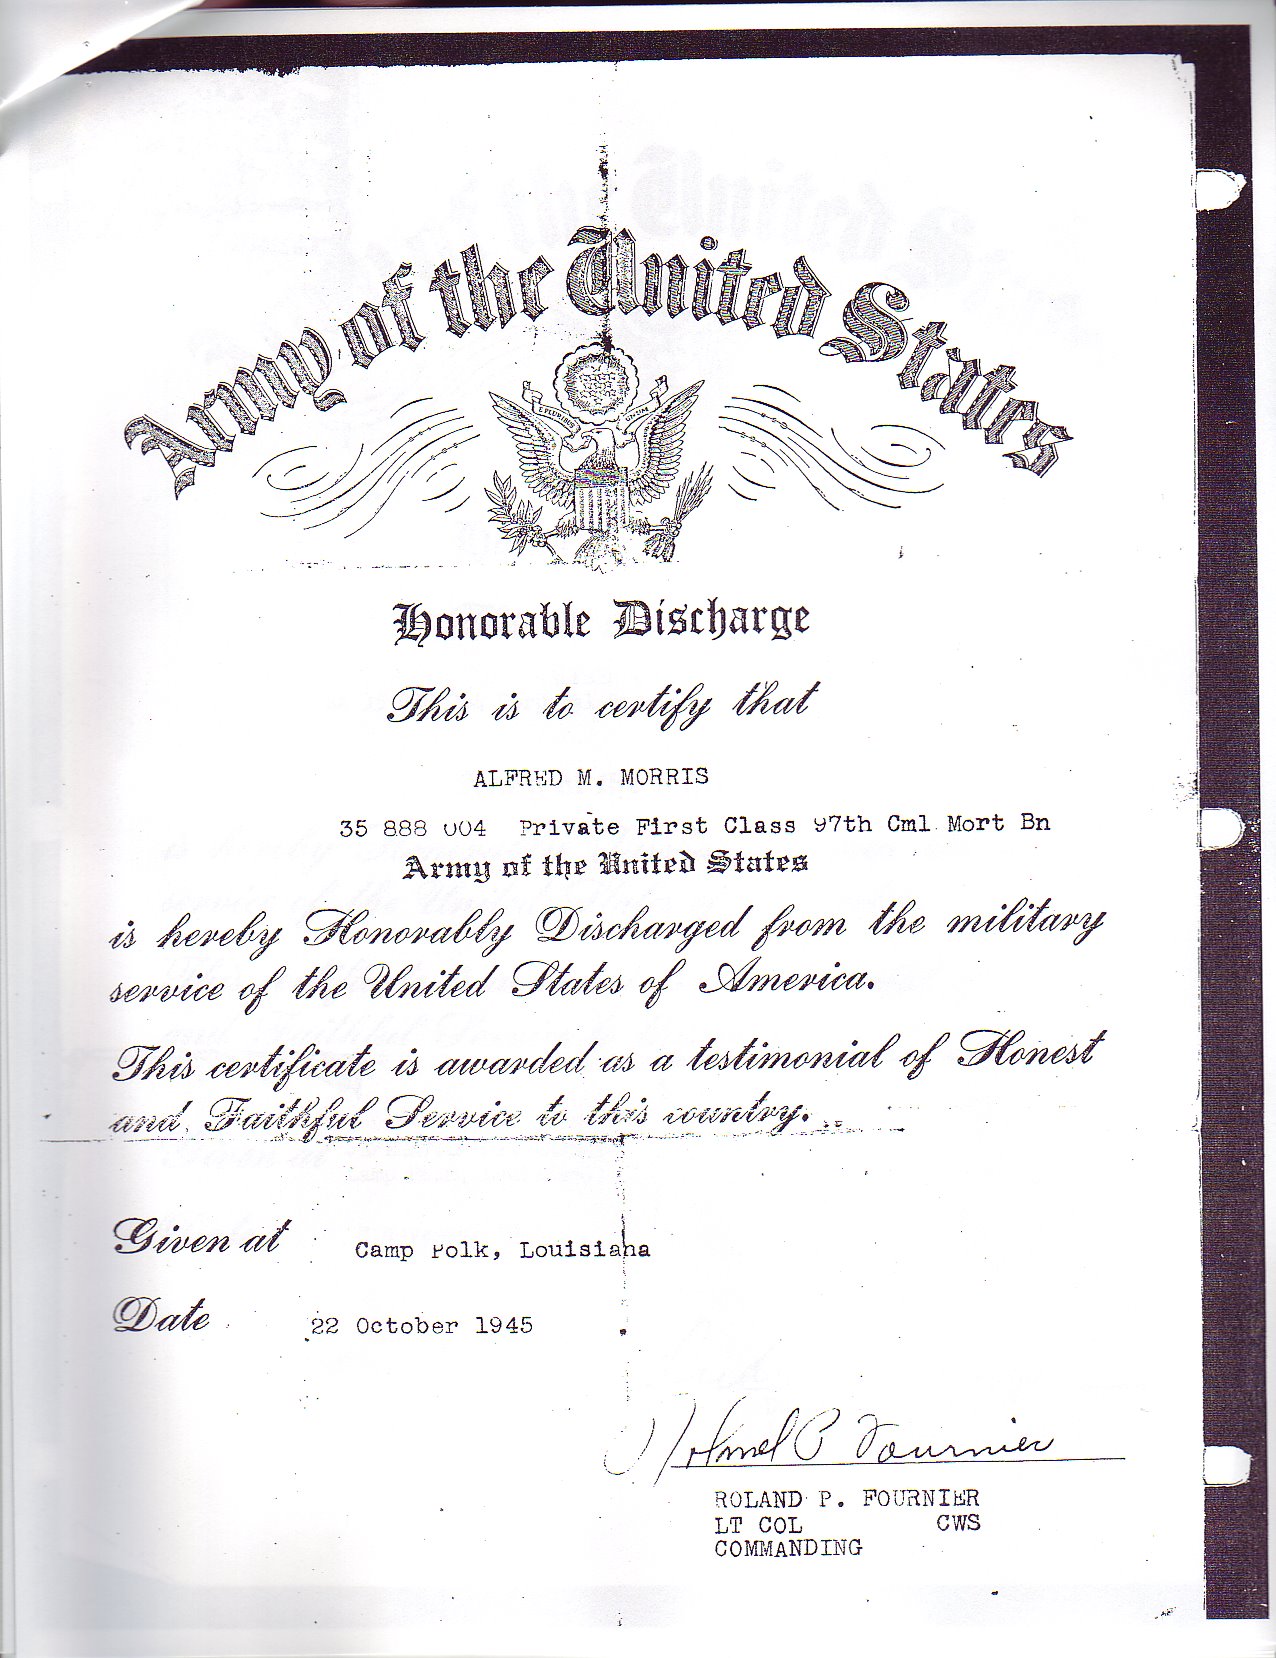 Army of the United States
E PLURIBUS UNUM
Honorable Discharge
This is to certify that
ALFRED M. MORRIS
35 888 004 Private First Class 97th Cml Mort Bn
Army of the United States
is hereby Honorably Discharged from the military
service of the United States of America.
This certificate is awarded as a testimonial of Honest
and Faithful Service to this country.
Given at Camp Polk, Louisiana
Date 22 October 1945
Roland P Fournier
ROLAND P. FOURNIER
LT COL CWS
COMMANDING